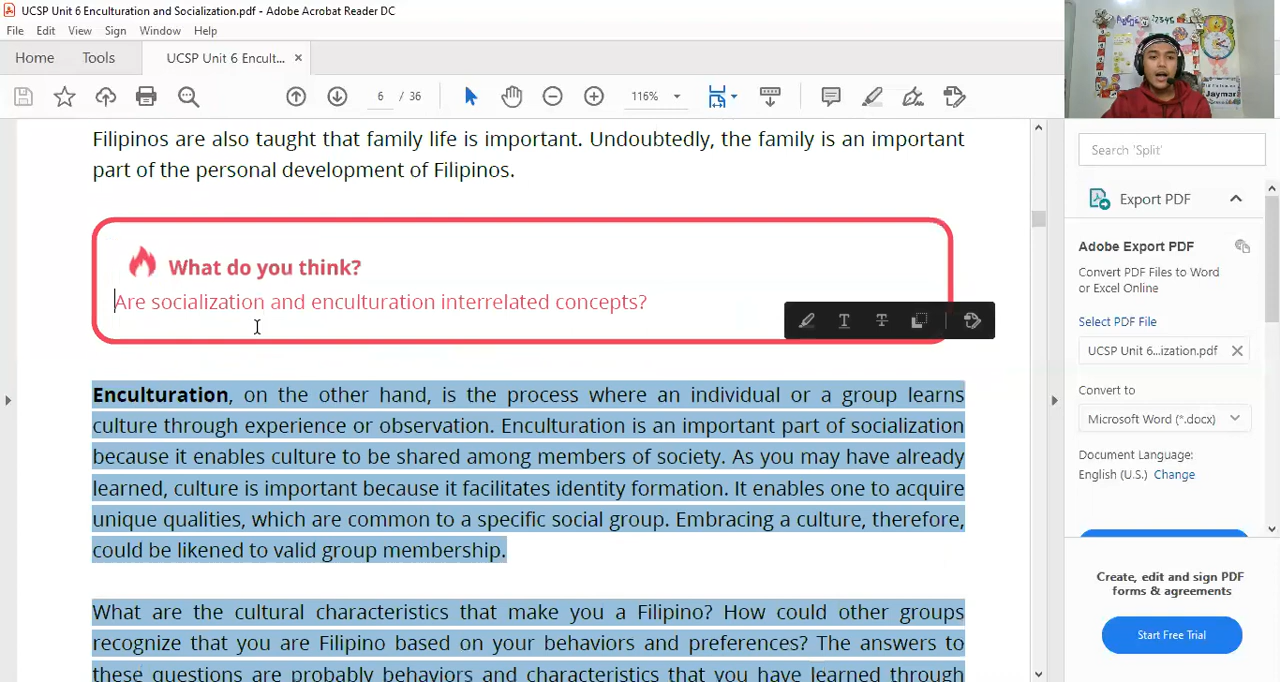 UCSP Unit 6 Enculturation and Socialization.pdf - Adobe Acrobat Reader DC
File Edit View Sign Window Help
Home Tools UCSP Unit 6 Encult... ×
6 / 36 116%
Filipinos are also taught that family life is important. Undoubtedly, the family is an important
part of the personal development of Filipinos.
What do you think?
Are socialization and enculturation interrelated concepts?
Enculturation, on the other hand, is the process where an individual or a group learns
culture through experience or observation. Enculturation is an important part of socialization
because it enables culture to be shared among members of society. As you may have already
learned, culture is important because it facilitates identity formation. It enables one to acquire
unique qualities, which are common to a specific social group. Embracing a culture, therefore,
could be likened to valid group membership.
What are the cultural characteristics that make you a Filipino? How could other groups
recognize that you are Filipino based on your behaviors and preferences? The answers to
these questions are probably behaviors and characteristics that you have learned through
Jaymar
Search 'Split'
Export PDF
Adobe Export PDF
Convert PDF Files to Word
or Excel Online
Select PDF File
UCSP Unit 6...ization.pdf
Convert to
Microsoft Word (*.docx)
Document Language:
English (U.S.) Change
Create, edit and sign PDF
forms & agreements
Start Free Trial